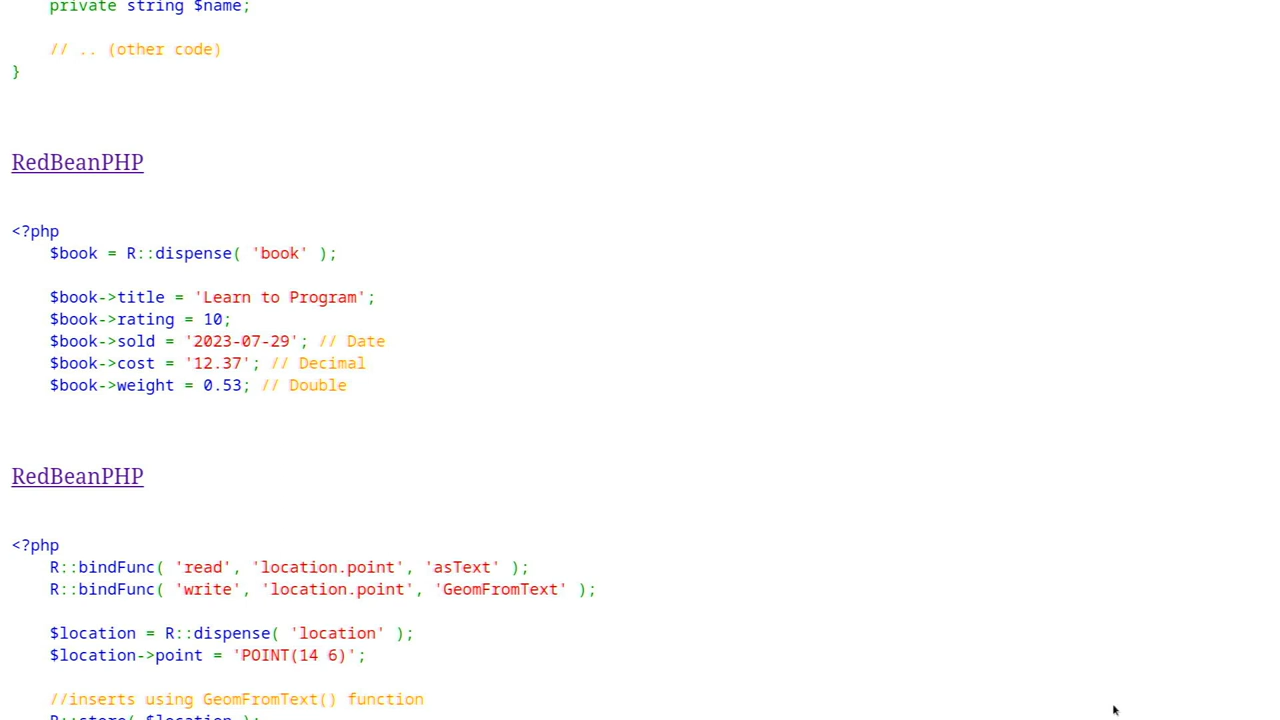 private string $name;
// .. (other code)
}
RedBeanPHP
<?php
$book = R::dispense( 'book' );
$book->title = 'Learn to Program';
$book->rating = 10;
$book->sold = '2023-07-29'; // Date
$book->cost = '12.37'; // Decimal
$book->weight = 0.53; // Double
RedBeanPHP
<?php
R::bindFunc( 'read', 'location.point', 'asText' );
R::bindFunc( 'write', 'location.point', 'GeomFromText' );
$location = R::dispense( 'location' );
$location->point = 'POINT(14 6)';
//inserts using GeomFromText() function
R::store( $location );